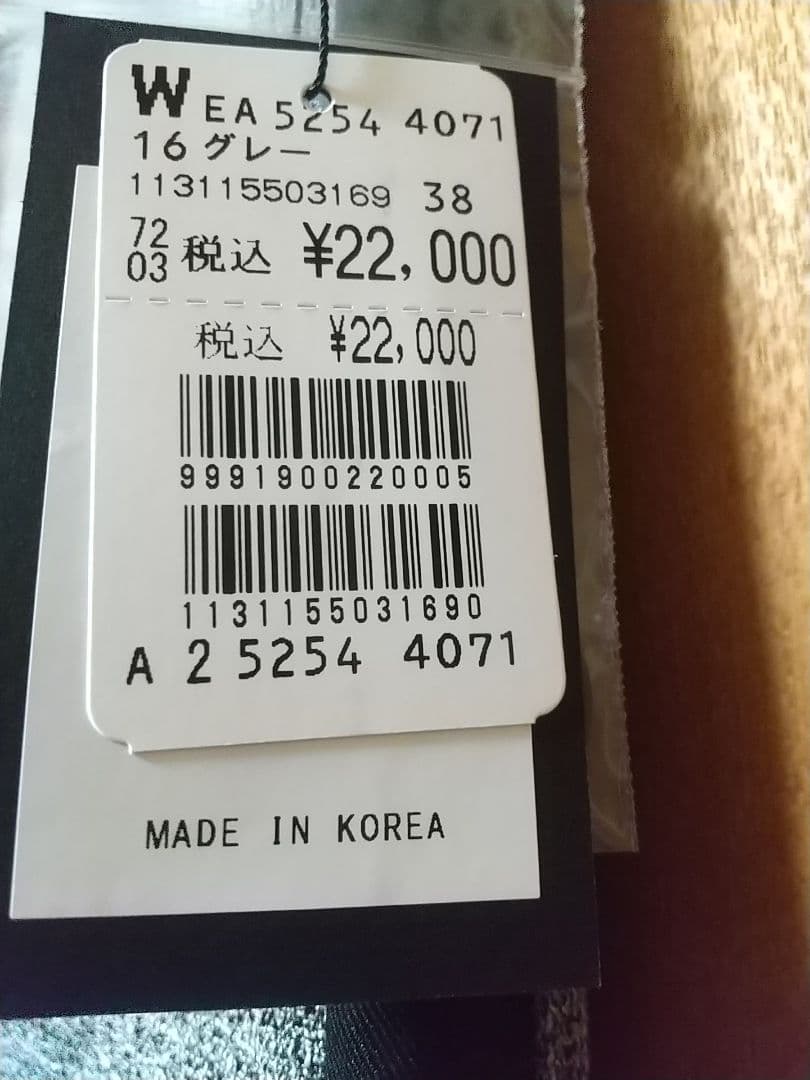 W EA 5254 4071
16 グレー
113115503169 38
72
03 税込 ¥22,000
税込 ¥22,000
9991900220005
1131155031690
A 2 5254 4071
MADE IN KOREA